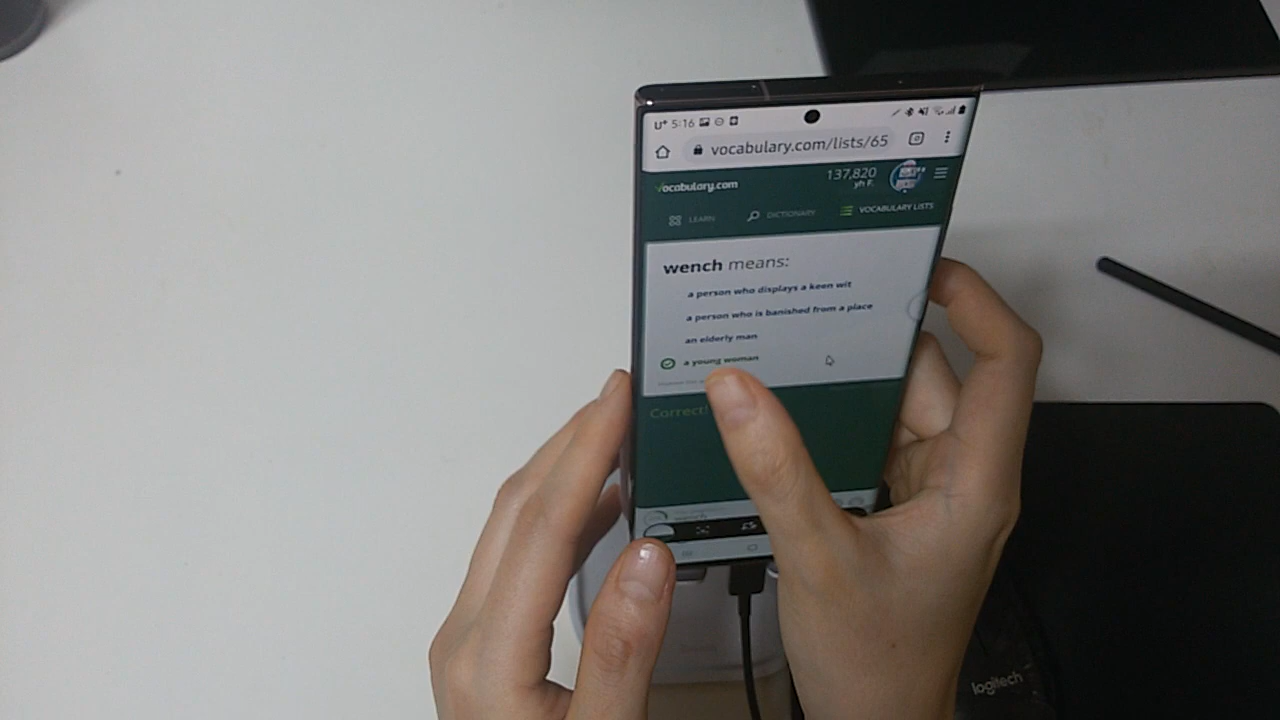 U+ 5:16
vocabulary.com/lists/65
vocabulary.com
137,820
yh F.
LEARN
DICTIONARY
VOCABULARY LISTS
wench means:
a person who displays a keen wit
a person who is banished from a place
an elderly man
a young woman
Correct!
logitech